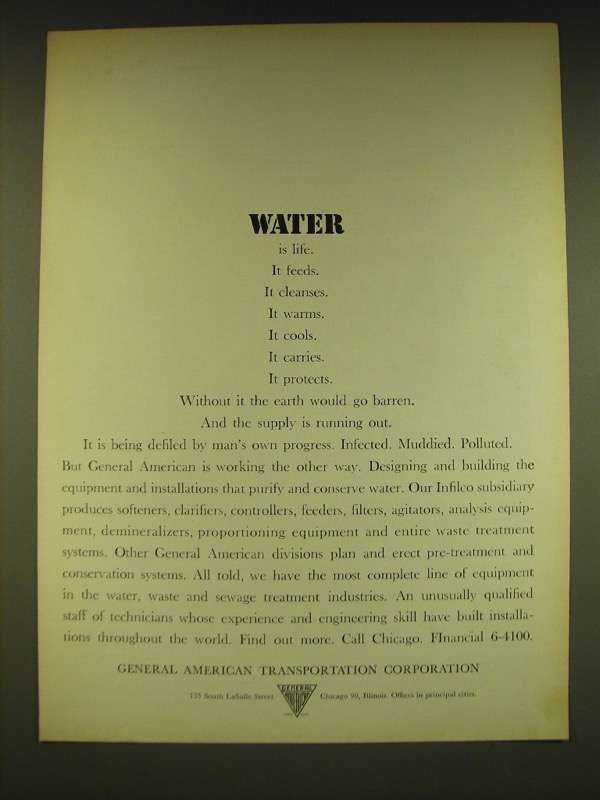 WATER
is life.
It feeds.
It cleanses.
It warms.
It cools.
It carries.
It protects.
Without it the earth would go barren.
And the supply is running out.
It is being defiled by man's own progress. Infected. Muddied. Polluted.
But General American is working the other way. Designing and building the
equipment and installations that purify and conserve water. Our Infilco subsidiary
produces softeners, clarifiers, controllers, feeders, filters, agitators, analysis equip-
ment, demineralizers, proportioning equipment and entire waste treatment
systems. Other General American divisions plan and erect pre-treatment and
conservation systems. All told, we have the most complete line of equipment
in the water, waste and sewage treatment industries. An unusually qualified
staff of technicians whose experience and engineering skill have built installa-
tions throughout the world. Find out more. Call Chicago. FInancial 6-4100.
GENERAL AMERICAN TRANSPORTATION CORPORATION
135 South LaSalle Street GENERAL AMERICAN Chicago 90, Illinois. Offices in principal cities.